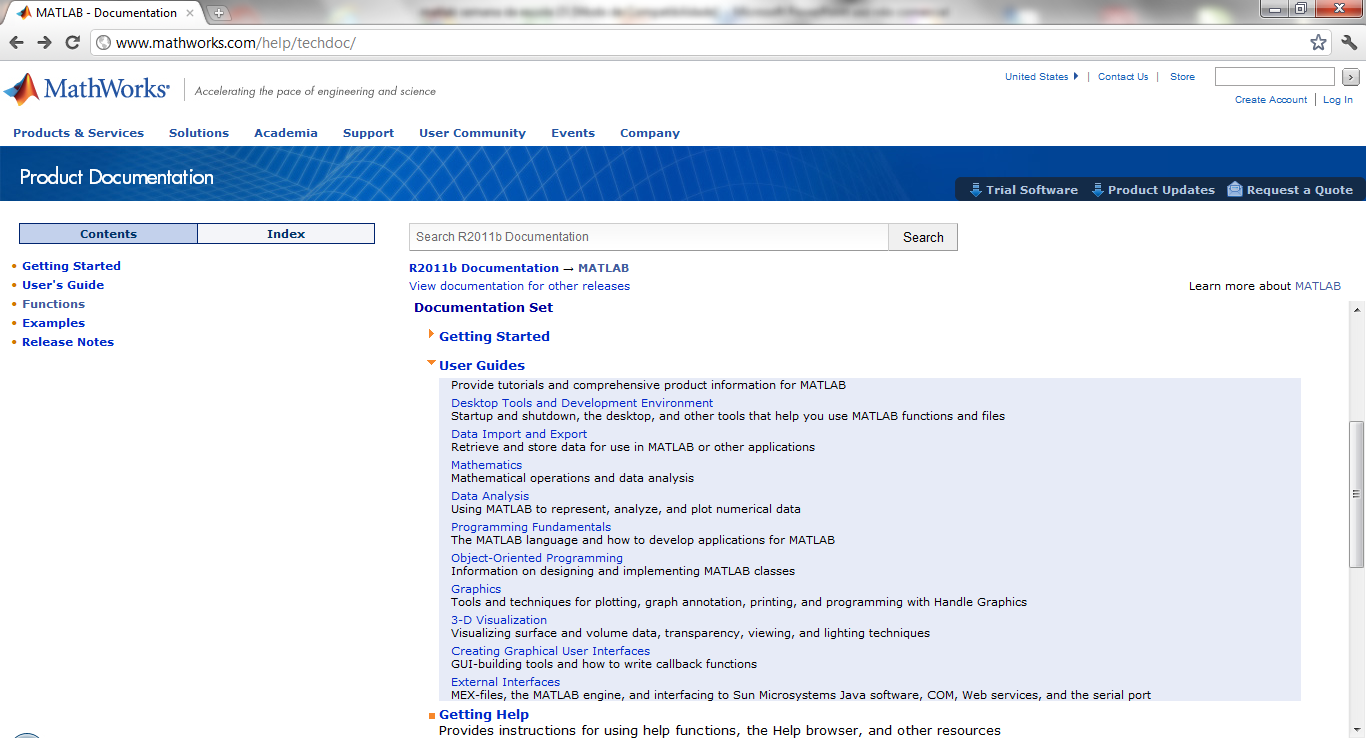 MATLAB - Documentation
www.mathworks.com/help/techdoc/
MathWorks
Accelerating the pace of engineering and science
United States | Contact Us | Store
Create Account | Log In
Products & Services Solutions Academia Support User Community Events Company
Product Documentation
Trial Software Product Updates Request a Quote
Contents Index
Getting Started
User's Guide
Functions
Examples
Release Notes
Search R2011b Documentation Search
R2011b Documentation → MATLAB
View documentation for other releases
Learn more about MATLAB
Documentation Set
Getting Started
User Guides
Provide tutorials and comprehensive product information for MATLAB
Desktop Tools and Development Environment
Startup and shutdown, the desktop, and other tools that help you use MATLAB functions and files
Data Import and Export
Retrieve and store data for use in MATLAB or other applications
Mathematics
Mathematical operations and data analysis
Data Analysis
Using MATLAB to represent, analyze, and plot numerical data
Programming Fundamentals
The MATLAB language and how to develop applications for MATLAB
Object-Oriented Programming
Information on designing and implementing MATLAB classes
Graphics
Tools and techniques for plotting, graph annotation, printing, and programming with Handle Graphics
3-D Visualization
Visualizing surface and volume data, transparency, viewing, and lighting techniques
Creating Graphical User Interfaces
GUI-building tools and how to write callback functions
External Interfaces
MEX-files, the MATLAB engine, and interfacing to Sun Microsystems Java software, COM, Web services, and the serial port
Getting Help
Provides instructions for using help functions, the Help browser, and other resources